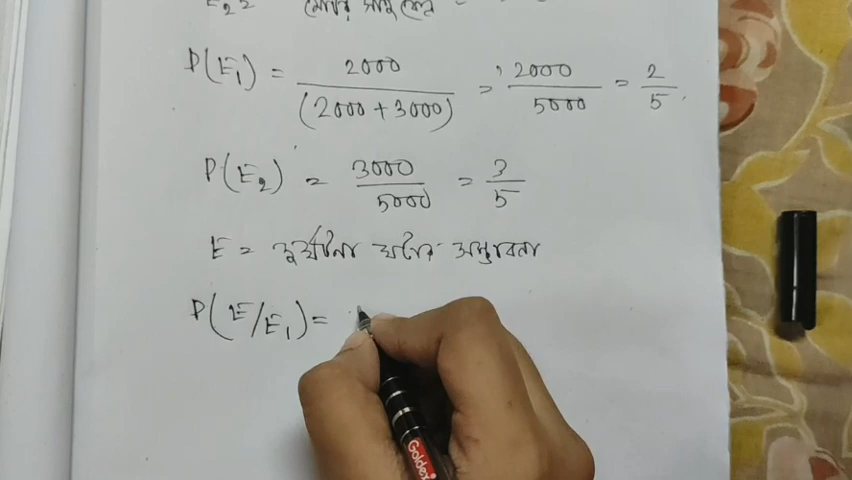 E₂ =
P(E₁) = 2000 / (2000 + 3000) = 2000 / 5000 = 2 / 5.
P(E₂) = 3000 / 5000 = 3 / 5
E = দুর্ঘটনা ঘটার সম্ভাবনা
P(E/E₁) =
Goldex